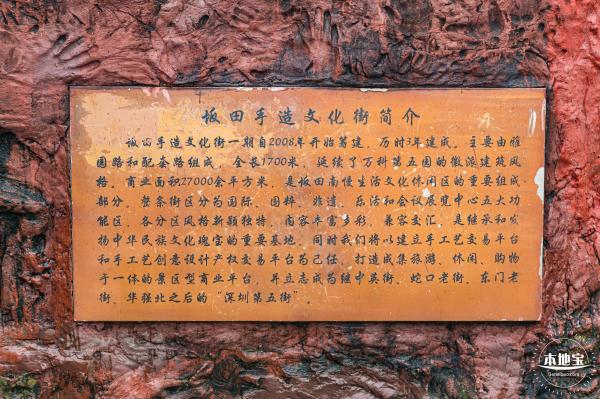 坂田手造文化街简介
坂田手造文化街一期自2008年开始筹建，历时3年建成。主要由雅
园路和配套路组成，全长1700米，延续了万科第五园的徽派建筑风
格。商业面积27000余平方米，是坂田南慢生活文化休闲区的重要组成
部分。整条街区分为国际、国粹、非遗、乐活和会议展览中心五大功
能区，各分区风格新颖独特，内容丰富多彩，兼容交汇，是继承和发
扬中华民族文化瑰宝的重要基地。同时我们将以建立手工艺交易平台
和手工艺创意设计产权交易平台为己任，打造成集旅游、休闲、购物
于一体的景区型商业平台，并立志成为继中英街、蛇口老街、东门老
街、华强北之后的“深圳第五街”。
本地宝